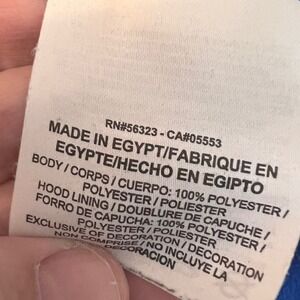 RN#56323 - CA#05553
MADE IN EGYPT/FABRIQUE EN
EGYPTE/HECHO EN EGIPTO
BODY / CORPS / CUERPO: 100% POLYESTER /
POLYESTER / POLIESTER
HOOD LINING / DOUBLURE DE CAPUCHE /
FORRO DE CAPUCHA: 100% POLYESTER /
POLYESTER / POLIESTER
EXCLUSIVE OF DECORATION / DECORATION
NON COMPRISE / NO INCLUYE LA